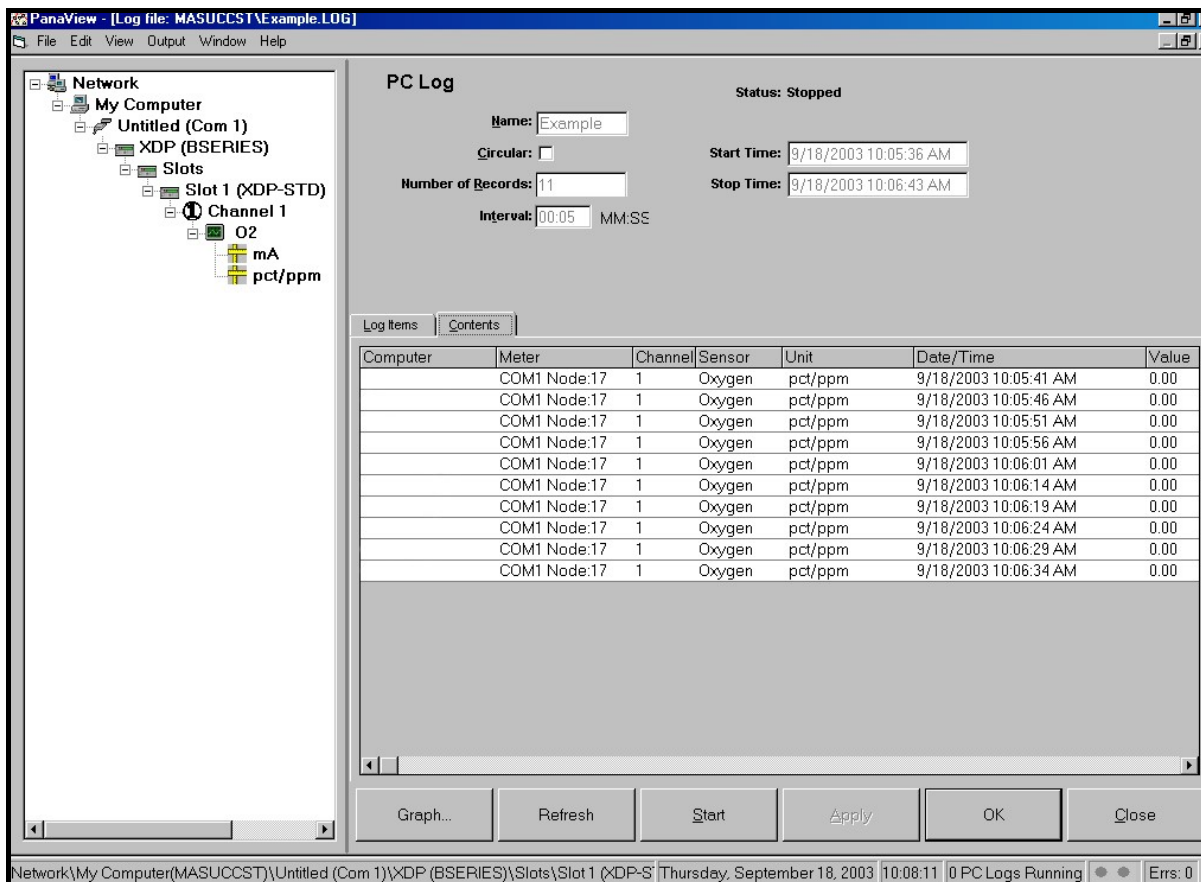 PanaView - [Log file: MASUCCST\Example.LOG]
File Edit View Output Window Help
Network
My Computer
Untitled (Com 1)
XDP (BSERIES)
Slots
Slot 1 (XDP-STD)
1 Channel 1
O2
mA
pct/ppm
PC Log
Status: Stopped
Name: Example
Circular:
Start Time: 9/18/2003 10:05:36 AM
Number of Records: 11
Stop Time: 9/18/2003 10:06:43 AM
Interval: 00:05 MM:SS
Log Items Contents
Computer Meter Channel Sensor Unit Date/Time Value
COM1 Node:17 1 Oxygen pct/ppm 9/18/2003 10:05:41 AM 0.00
COM1 Node:17 1 Oxygen pct/ppm 9/18/2003 10:05:46 AM 0.00
COM1 Node:17 1 Oxygen pct/ppm 9/18/2003 10:05:51 AM 0.00
COM1 Node:17 1 Oxygen pct/ppm 9/18/2003 10:05:56 AM 0.00
COM1 Node:17 1 Oxygen pct/ppm 9/18/2003 10:06:01 AM 0.00
COM1 Node:17 1 Oxygen pct/ppm 9/18/2003 10:06:14 AM 0.00
COM1 Node:17 1 Oxygen pct/ppm 9/18/2003 10:06:19 AM 0.00
COM1 Node:17 1 Oxygen pct/ppm 9/18/2003 10:06:24 AM 0.00
COM1 Node:17 1 Oxygen pct/ppm 9/18/2003 10:06:29 AM 0.00
COM1 Node:17 1 Oxygen pct/ppm 9/18/2003 10:06:34 AM 0.00
Graph... Refresh Start Apply OK Close
Network\My Computer(MASUCCST)\Untitled (Com 1)\XDP (BSERIES)\Slots\Slot 1 (XDP-S Thursday, September 18, 2003 10:08:11 0 PC Logs Running Errs: 0